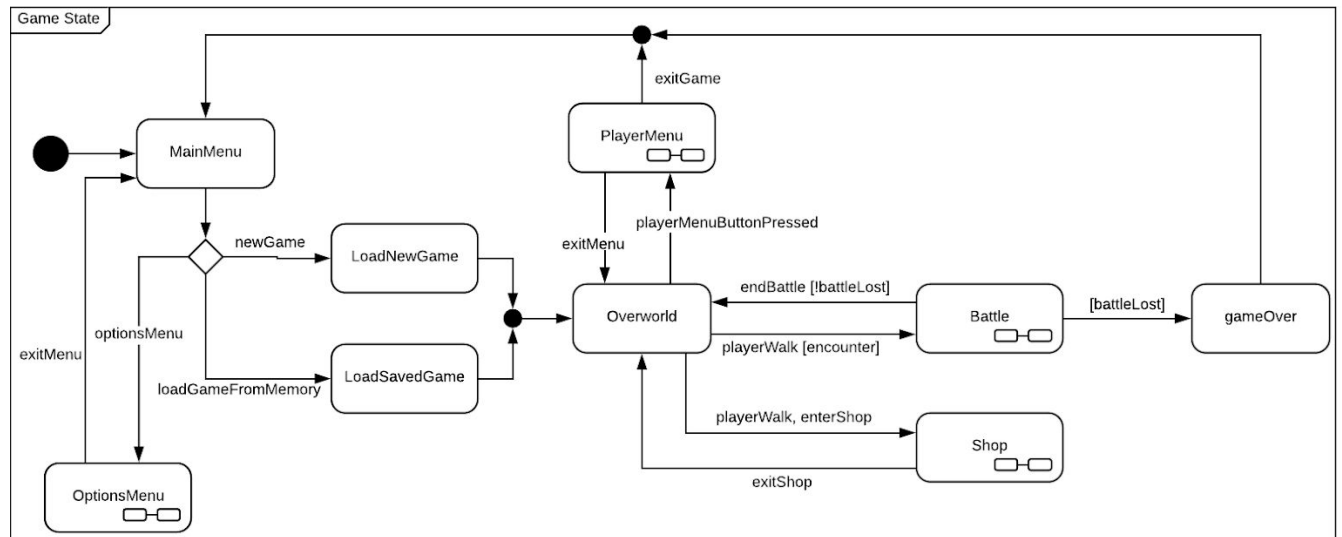 Game State
exitGame
PlayerMenu
MainMenu
playerMenuButtonPressed
newGame
exitMenu
LoadNewGame
endBattle [!battleLost]
[battleLost]
Overworld
Battle
gameOver
optionsMenu
playerWalk [encounter]
exitMenu
LoadSavedGame
loadGameFromMemory
playerWalk, enterShop
Shop
exitShop
OptionsMenu